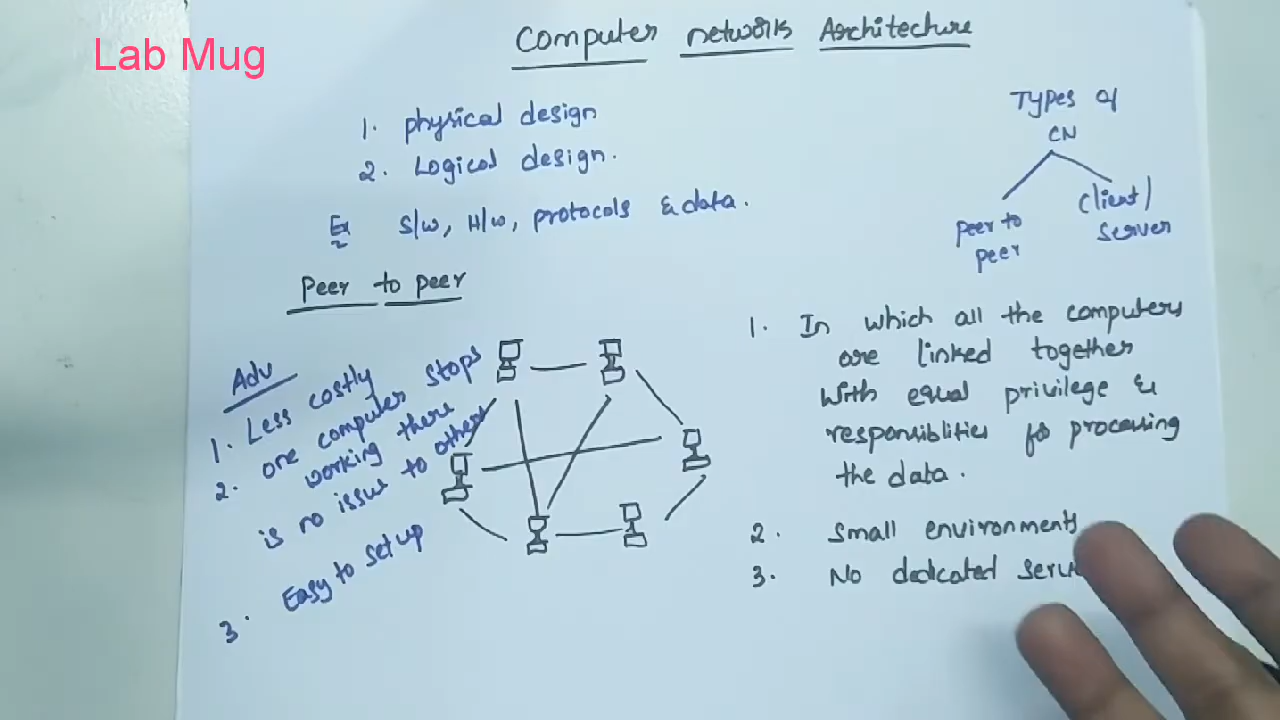 Lab Mug
Computer networks Architecture
1. physical design
2. Logical design.
Ex S/w, H/w, protocols & data.
Types of
CN
Peer to
peer
Client/
server
Peer to peer
Adv
1. Less costly
2. one computer stops
working there
is no issue to others
3. Easy to set up
1. In which all the computers
are linked together
with equal privilege &
responsiblities for processing
the data.
2. Small environments
3. No dedicated